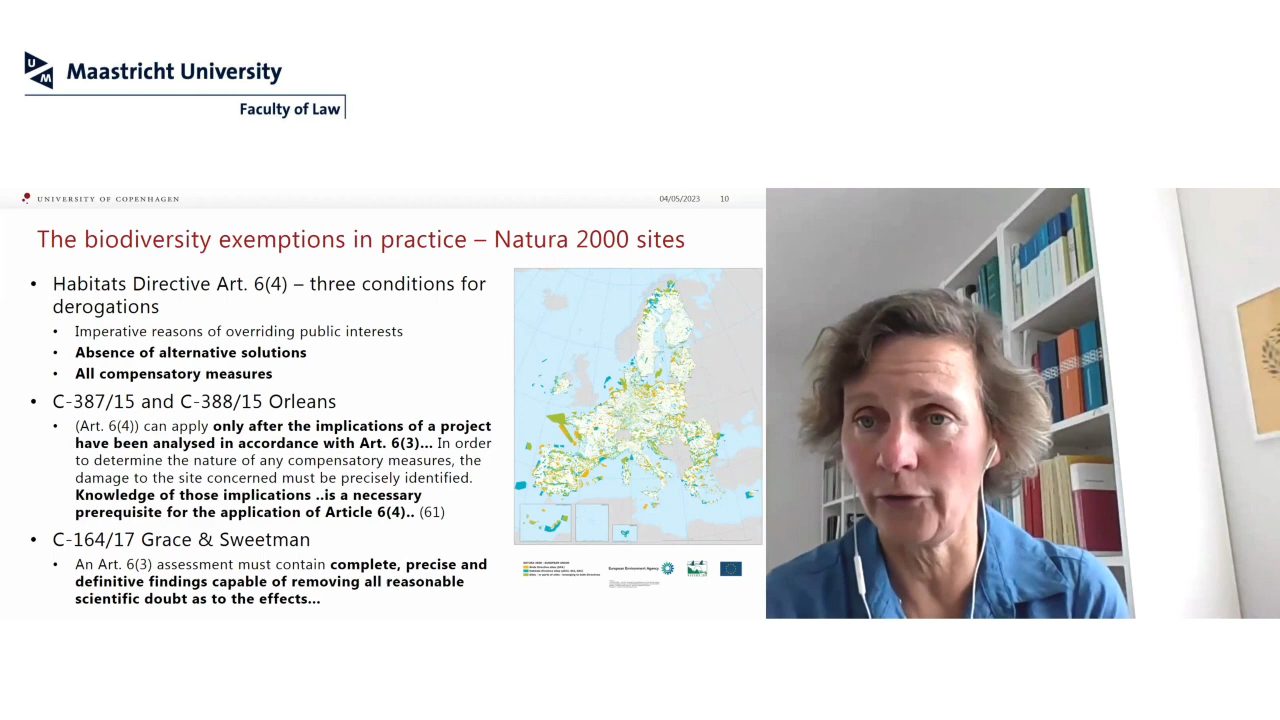 U
M
Maastricht University
Faculty of Law
UNIVERSITY OF COPENHAGEN
04/05/2023
10
The biodiversity exemptions in practice – Natura 2000 sites
• Habitats Directive Art. 6(4) – three conditions for
derogations
• Imperative reasons of overriding public interests
• Absence of alternative solutions
• All compensatory measures
• C-387/15 and C-388/15 Orleans
• (Art. 6(4)) can apply only after the implications of a project
have been analysed in accordance with Art. 6(3)… In order
to determine the nature of any compensatory measures, the
damage to the site concerned must be precisely identified.
Knowledge of those implications ..is a necessary
prerequisite for the application of Article 6(4).. (61)
• C-164/17 Grace & Sweetman
• An Art. 6(3) assessment must contain complete, precise and
definitive findings capable of removing all reasonable
scientific doubt as to the effects…
European Environment Agency